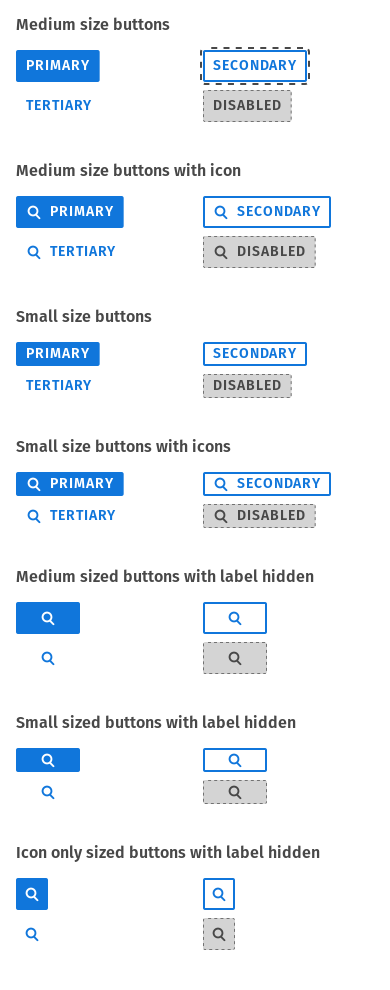 Medium size buttons
PRIMARY
SECONDARY
TERTIARY
DISABLED
Medium size buttons with icon
PRIMARY
SECONDARY
TERTIARY
DISABLED
Small size buttons
PRIMARY
SECONDARY
TERTIARY
DISABLED
Small size buttons with icons
PRIMARY
SECONDARY
TERTIARY
DISABLED
Medium sized buttons with label hidden
Small sized buttons with label hidden
Icon only sized buttons with label hidden